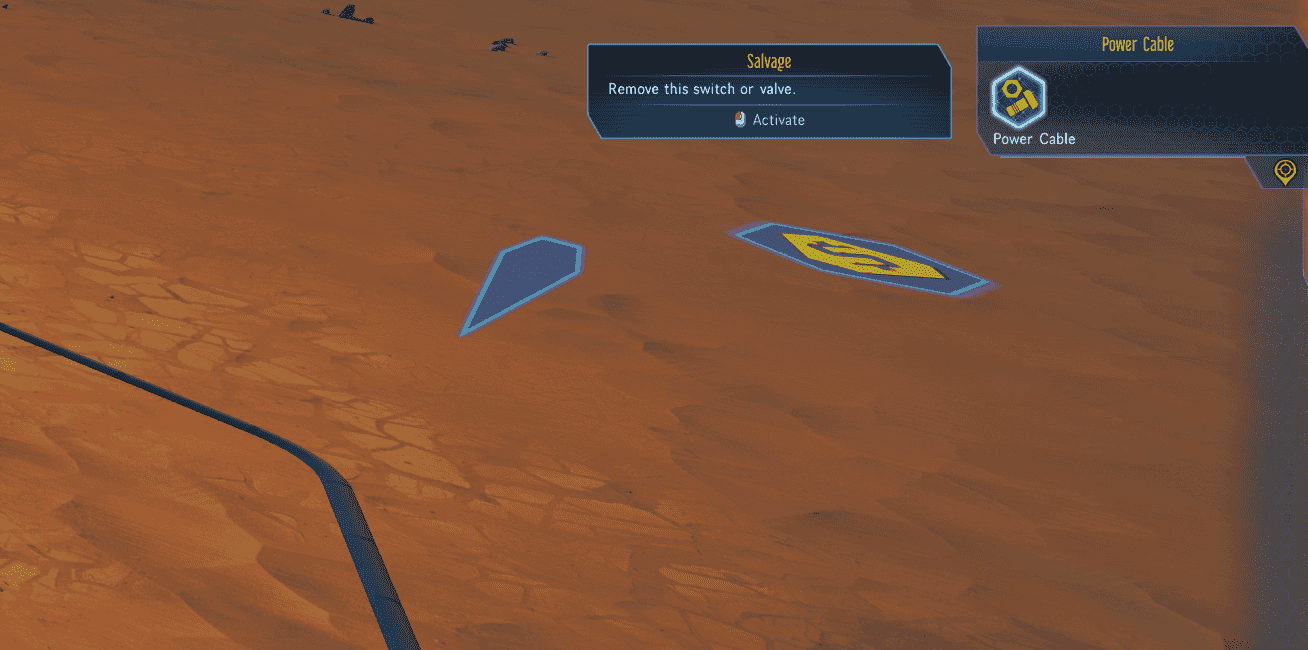 Salvage
Remove this switch or valve.
Activate
Power Cable
Power Cable